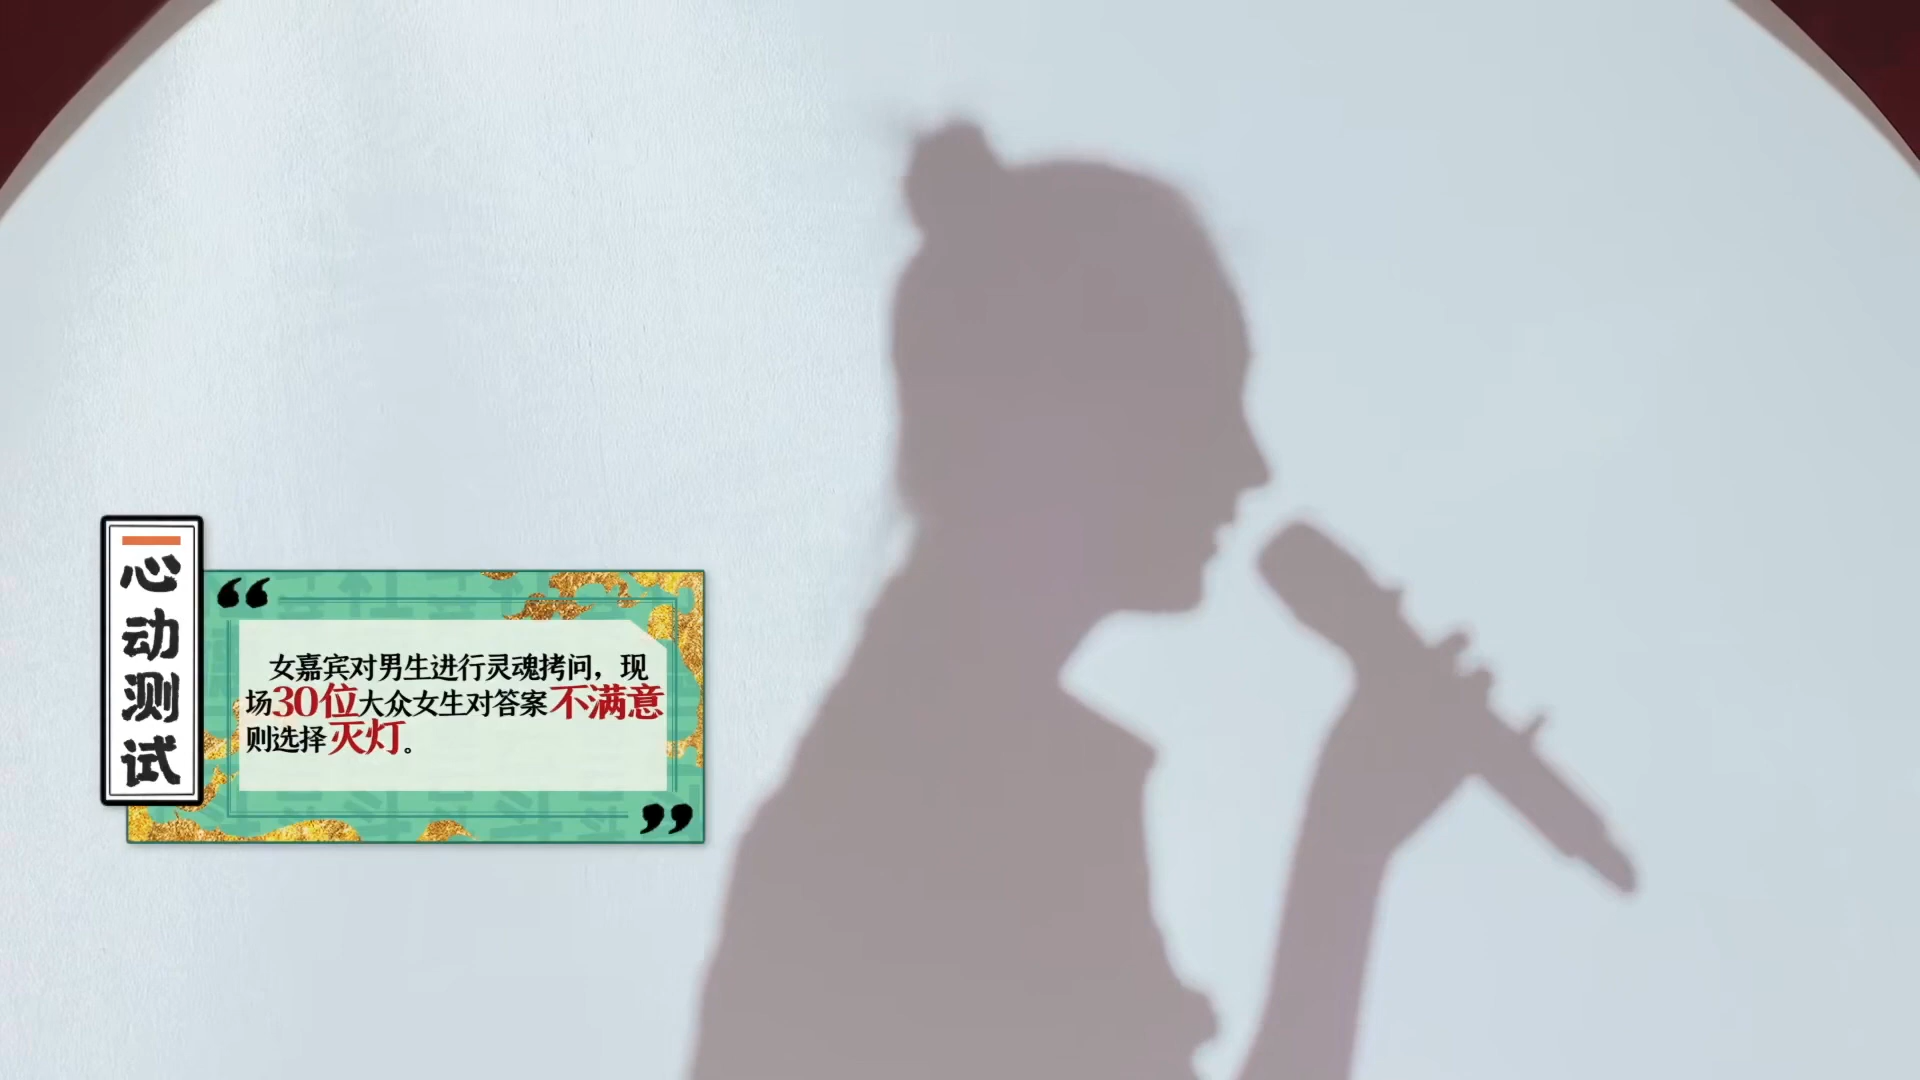 心动测试
女嘉宾对男生进行灵魂拷问，现
场30位大众女生对答案不满意
则选择灭灯。